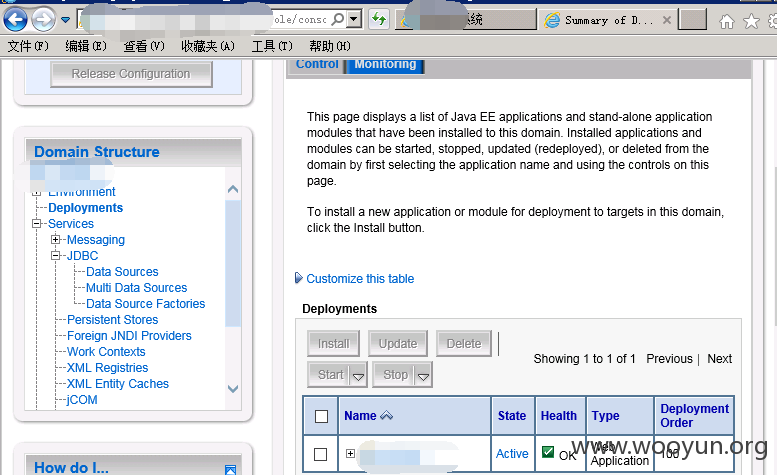 ole/consc
系统
Summary of D...
文件(F) 编辑(E) 查看(V) 收藏夹(A) 工具(T) 帮助(H)
Release Configuration
Control Monitoring
This page displays a list of Java EE applications and stand-alone application
modules that have been installed to this domain. Installed applications and
modules can be started, stopped, updated (redeployed), or deleted from the
domain by first selecting the application name and using the controls on this
page.
To install a new application or module for deployment to targets in this domain,
click the Install button.
Domain Structure
Environment
Deployments
Services
Messaging
JDBC
Data Sources
Multi Data Sources
Data Source Factories
Persistent Stores
Foreign JNDI Providers
Work Contexts
XML Registries
XML Entity Caches
jCOM
How do I...
Customize this table
Deployments
Install Update Delete
Start Stop
Showing 1 to 1 of 1 Previous | Next
Name State Health Type Deployment
Order
Active OK Web
Application 100
www.wooyun.org